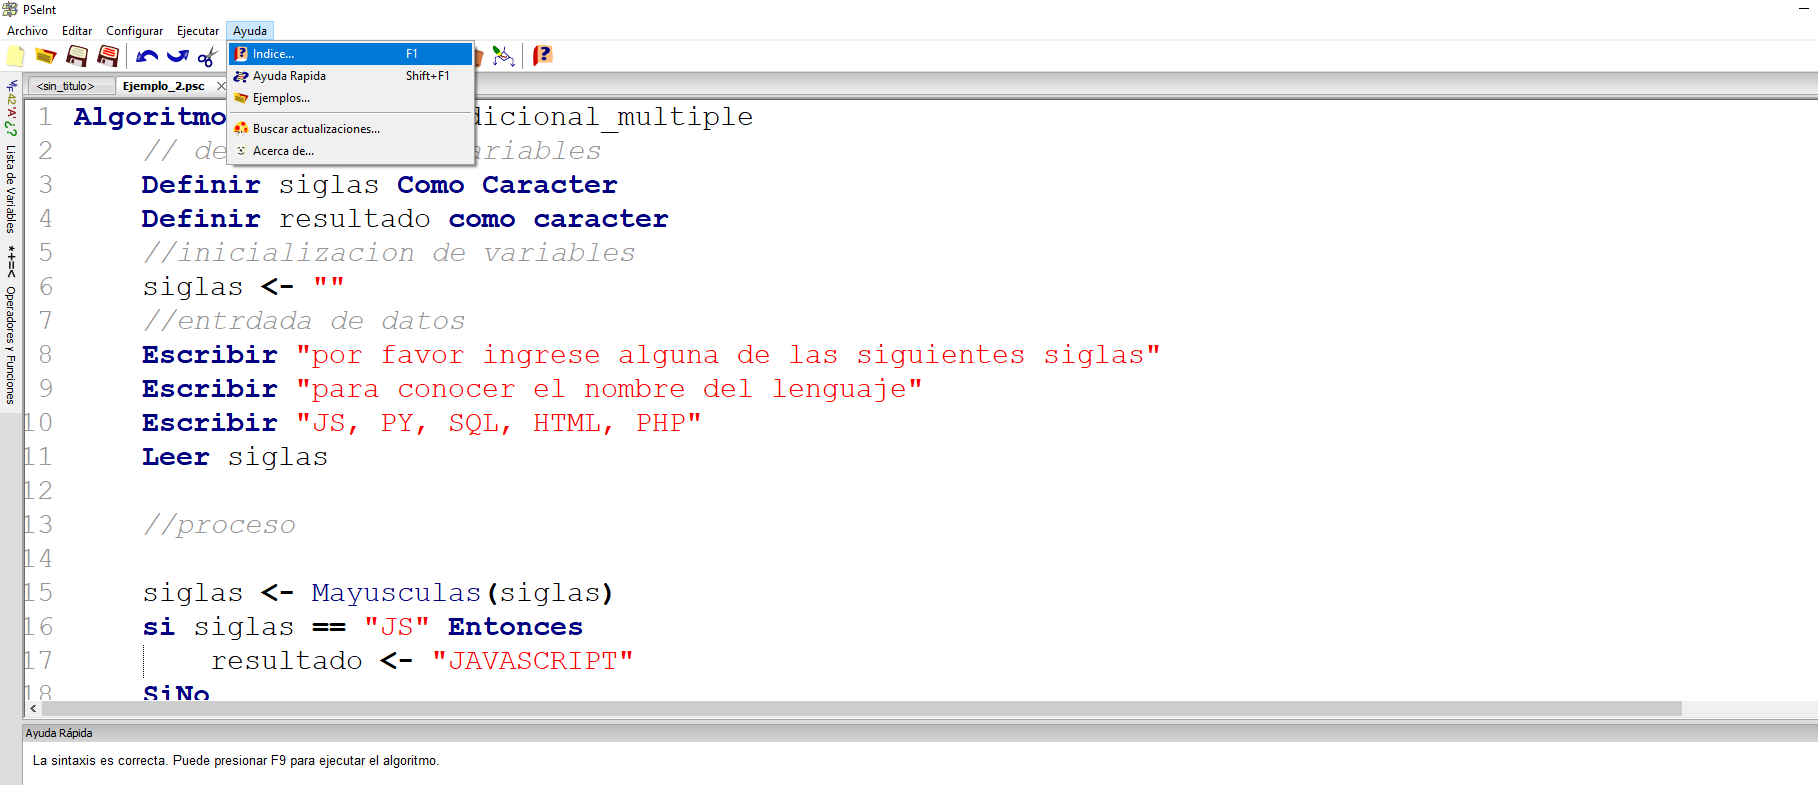 PSeInt
Archivo Editar Configurar Ejecutar Ayuda
Indice... F1
Ayuda Rapida Shift+F1
Ejemplos...
Buscar actualizaciones...
Acerca de...
<sin_titulo> Ejemplo_2.psc
42 'A' ¿? Lista de Variables
*+=< Operadores y Funciones
1 Algoritmo dicional_multiple
2 // de ariables
3 Definir siglas Como Caracter
4 Definir resultado como caracter
5 //inicializacion de variables
6 siglas <- ""
7 //entrdada de datos
8 Escribir "por favor ingrese alguna de las siguientes siglas"
9 Escribir "para conocer el nombre del lenguaje"
10 Escribir "JS, PY, SQL, HTML, PHP"
11 Leer siglas
12
13 //proceso
14
15 siglas <- Mayusculas(siglas)
16 si siglas == "JS" Entonces
17 resultado <- "JAVASCRIPT"
18 SiNo
Ayuda Rápida
La sintaxis es correcta. Puede presionar F9 para ejecutar el algoritmo.